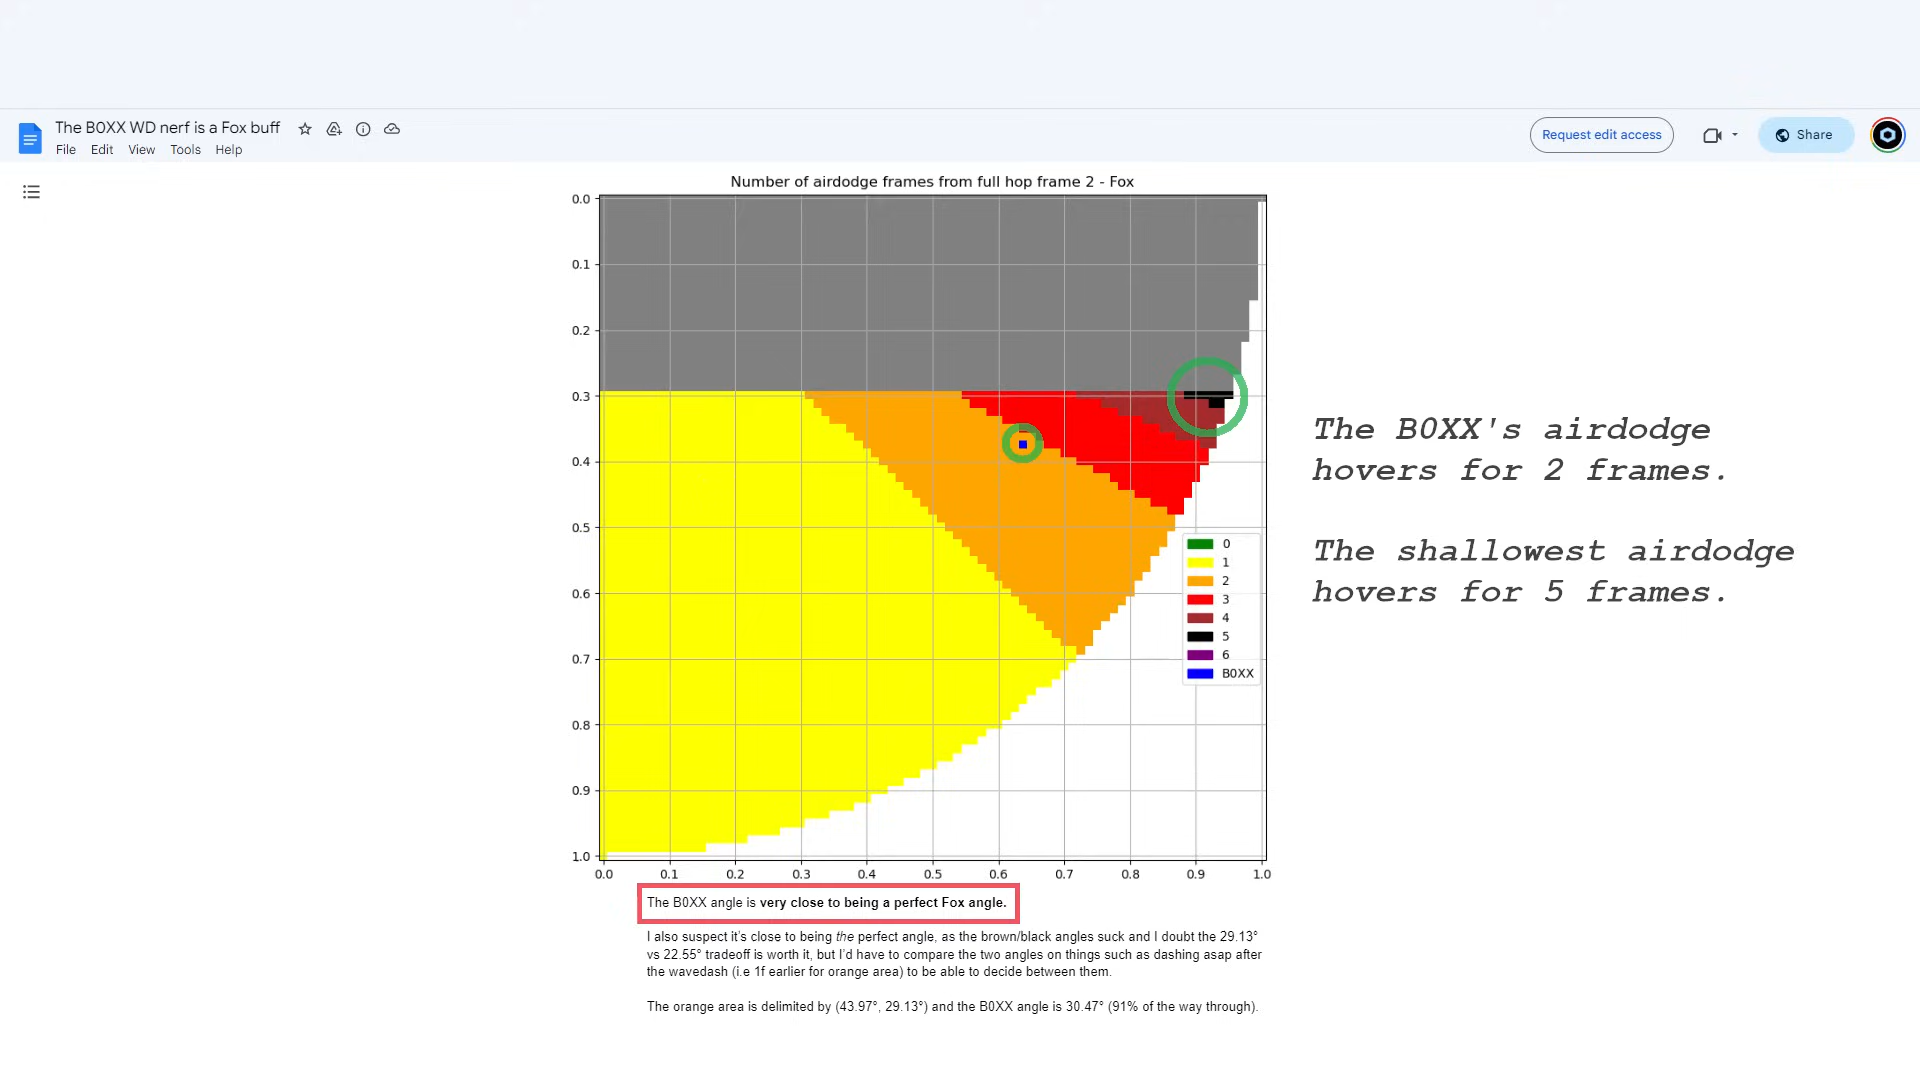 The B0XX WD nerf is a Fox buff
File Edit View Tools Help
Request edit access
Share
Number of airdodge frames from full hop frame 2 - Fox
0.0
0.1
0.2
0.3
0.4
0.5
0.6
0.7
0.8
0.9
1.0
0
1
2
3
4
5
6
B0XX
0.0 0.1 0.2 0.3 0.4 0.5 0.6 0.7 0.8 0.9 1.0
The B0XX's airdodge
hovers for 2 frames.
The shallowest airdodge
hovers for 5 frames.
The B0XX angle is very close to being a perfect Fox angle.
I also suspect it's close to being the perfect angle, as the brown/black angles suck and I doubt the 29.13°
vs 22.55° tradeoff is worth it, but I'd have to compare the two angles on things such as dashing asap after
the wavedash (i.e 1f earlier for orange area) to be able to decide between them.
The orange area is delimited by (43.97°, 29.13°) and the B0XX angle is 30.47° (91% of the way through).